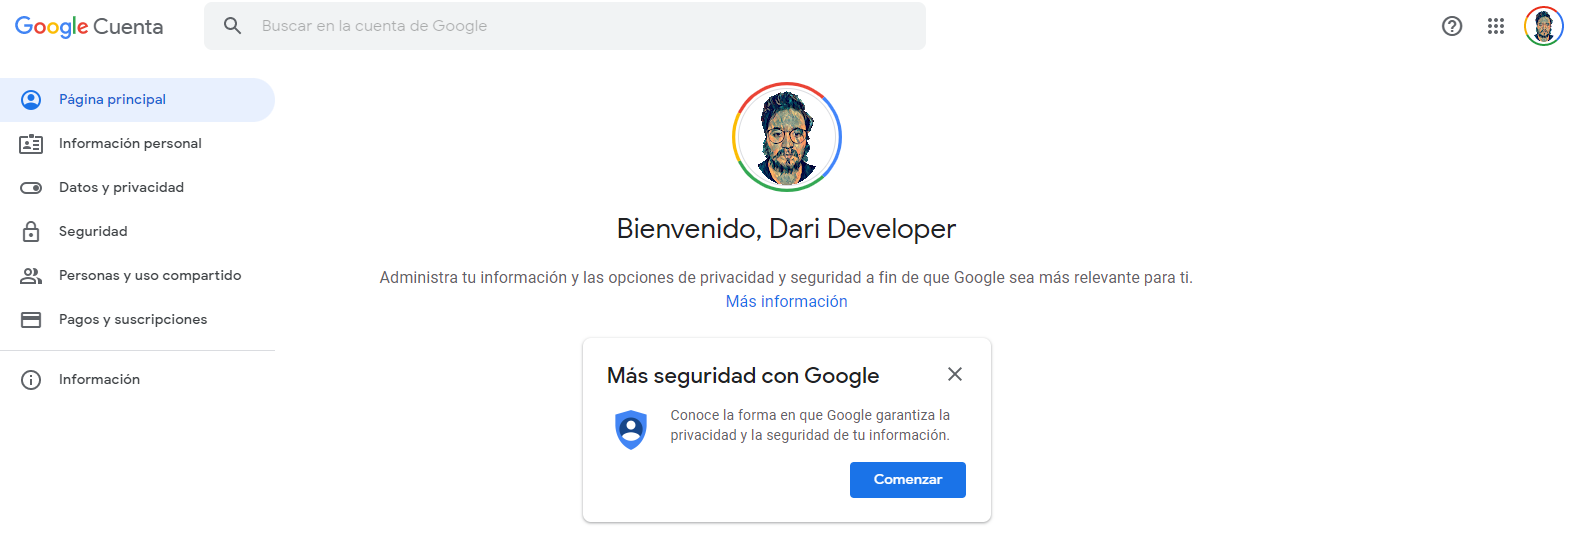 Google Cuenta
Buscar en la cuenta de Google
Página principal
Información personal
Datos y privacidad
Seguridad
Personas y uso compartido
Pagos y suscripciones
Información
Bienvenido, Dari Developer
Administra tu información y las opciones de privacidad y seguridad a fin de que Google sea más relevante para ti.
Más información
Más seguridad con Google
Conoce la forma en que Google garantiza la
privacidad y la seguridad de tu información.
Comenzar